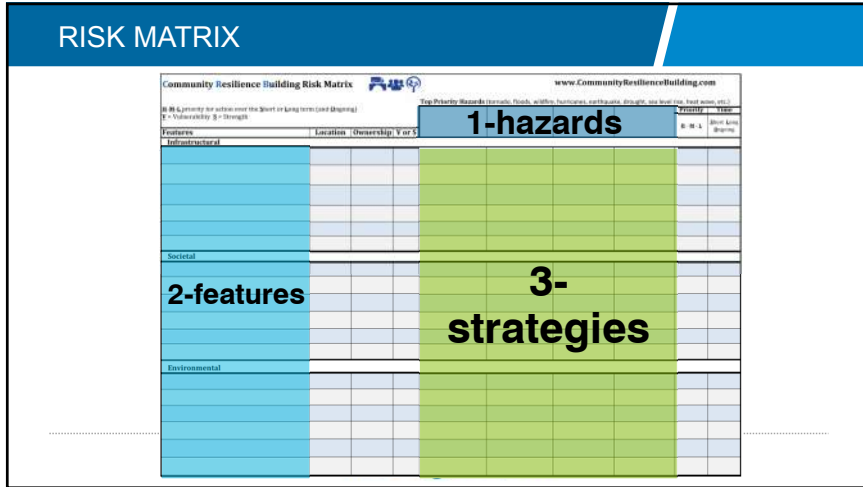 RISK MATRIX
Community Resilience Building Risk Matrix
www.CommunityResilienceBuilding.com
Top Priority Hazards (tornado, floods, wildfire, hurricanes, earthquake, drought, sea level rise, heat wave, etc.)
H-M-L priority for action over the Short or Long term (and Ongoing)
V = Vulnerability S = Strength
1-hazards
Priority Time
H - M - L
Short Long
Ongoing
Features Location Ownership V or S
Infrastructural
Societal
2-features
3-
strategies
Environmental